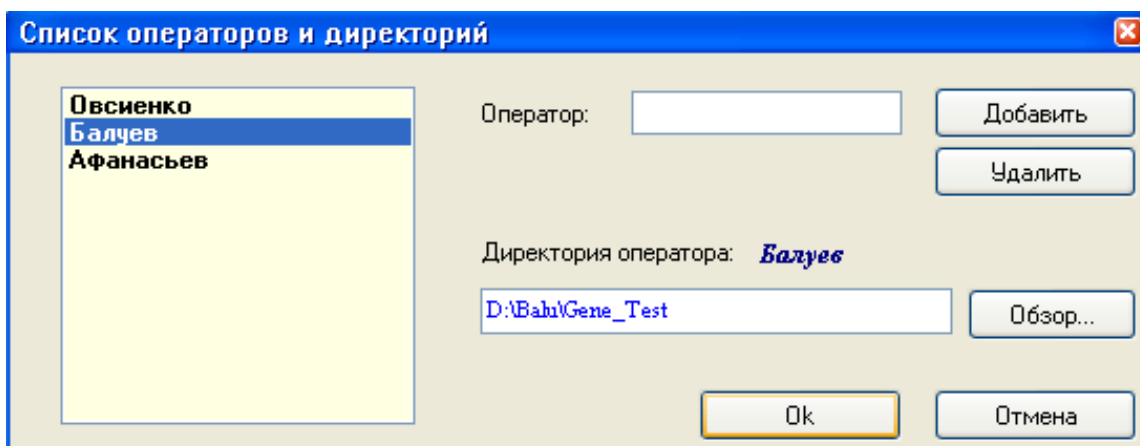 Список операторов и директорий
Овсиенко
Балуев
Афанасьев
Оператор:
Добавить
Удалить
Директория оператора: Балуев
D:\Balu\Gene_Test
Обзор...
Ok
Отмена